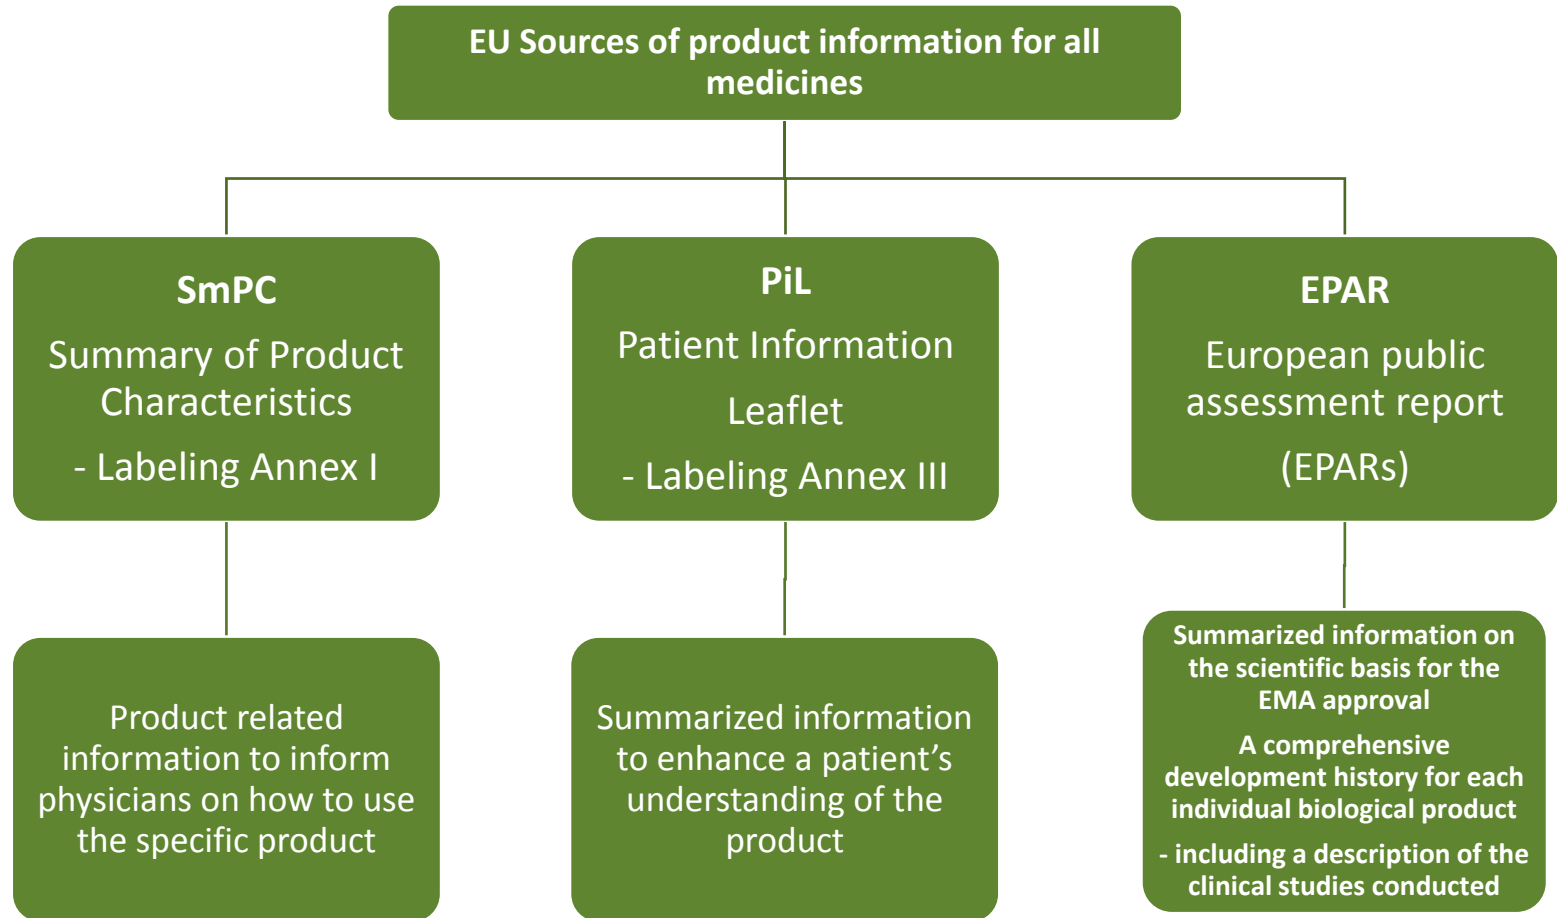 EU Sources of product information for all
medicines
SmPC
Summary of Product
Characteristics
- Labeling Annex I
PiL
Patient Information
Leaflet
- Labeling Annex III
EPAR
European public
assessment report
(EPARs)
Product related
information to inform
physicians on how to use
the specific product
Summarized information
to enhance a patient’s
understanding of the
product
Summarized information on
the scientific basis for the
EMA approval
A comprehensive
development history for each
individual biological product
- including a description of the
clinical studies conducted